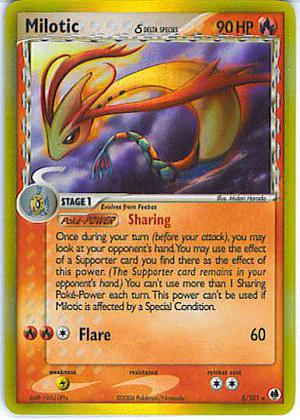 Milotic
δ DELTA SPECIES
90 HP
Illus. Midori Harada
STAGE 1
Evolves from Feebas
POKé-POWER Sharing
Once during your turn (before your attack), you may
look at your opponent's hand. You may use the effect
of a Supporter card you find there as the effect of
this power. (The Supporter card remains in your
opponent's hand.) You can't use more than 1 Sharing
Poké-Power each turn. This power can't be used if
Milotic is affected by a Special Condition.
Flare 60
weakness resistance retreat cost
©2006 Pokémon/Nintendo
5/101 ★